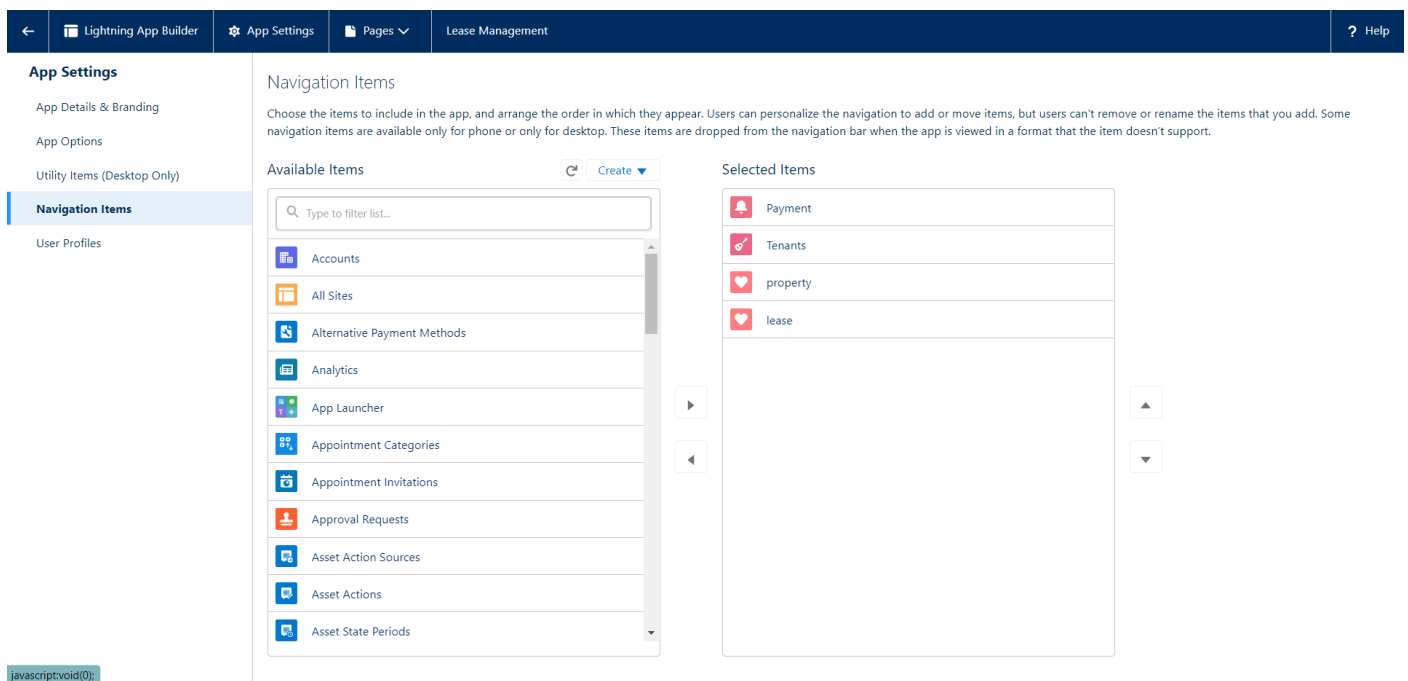 Lightning App Builder
App Settings
Pages
Lease Management
? Help
App Settings
App Details & Branding
App Options
Utility Items (Desktop Only)
Navigation Items
User Profiles
Navigation Items
Choose the items to include in the app, and arrange the order in which they appear. Users can personalize the navigation to add or move items, but users can't remove or rename the items that you add. Some
navigation items are available only for phone or only for desktop. These items are dropped from the navigation bar when the app is viewed in a format that the item doesn't support.
Available Items
Create
Type to filter list...
Accounts
All Sites
Alternative Payment Methods
Analytics
App Launcher
Appointment Categories
Appointment Invitations
Approval Requests
Asset Action Sources
Asset Actions
Asset State Periods
Selected Items
Payment
Tenants
property
lease
javascript:void(0);